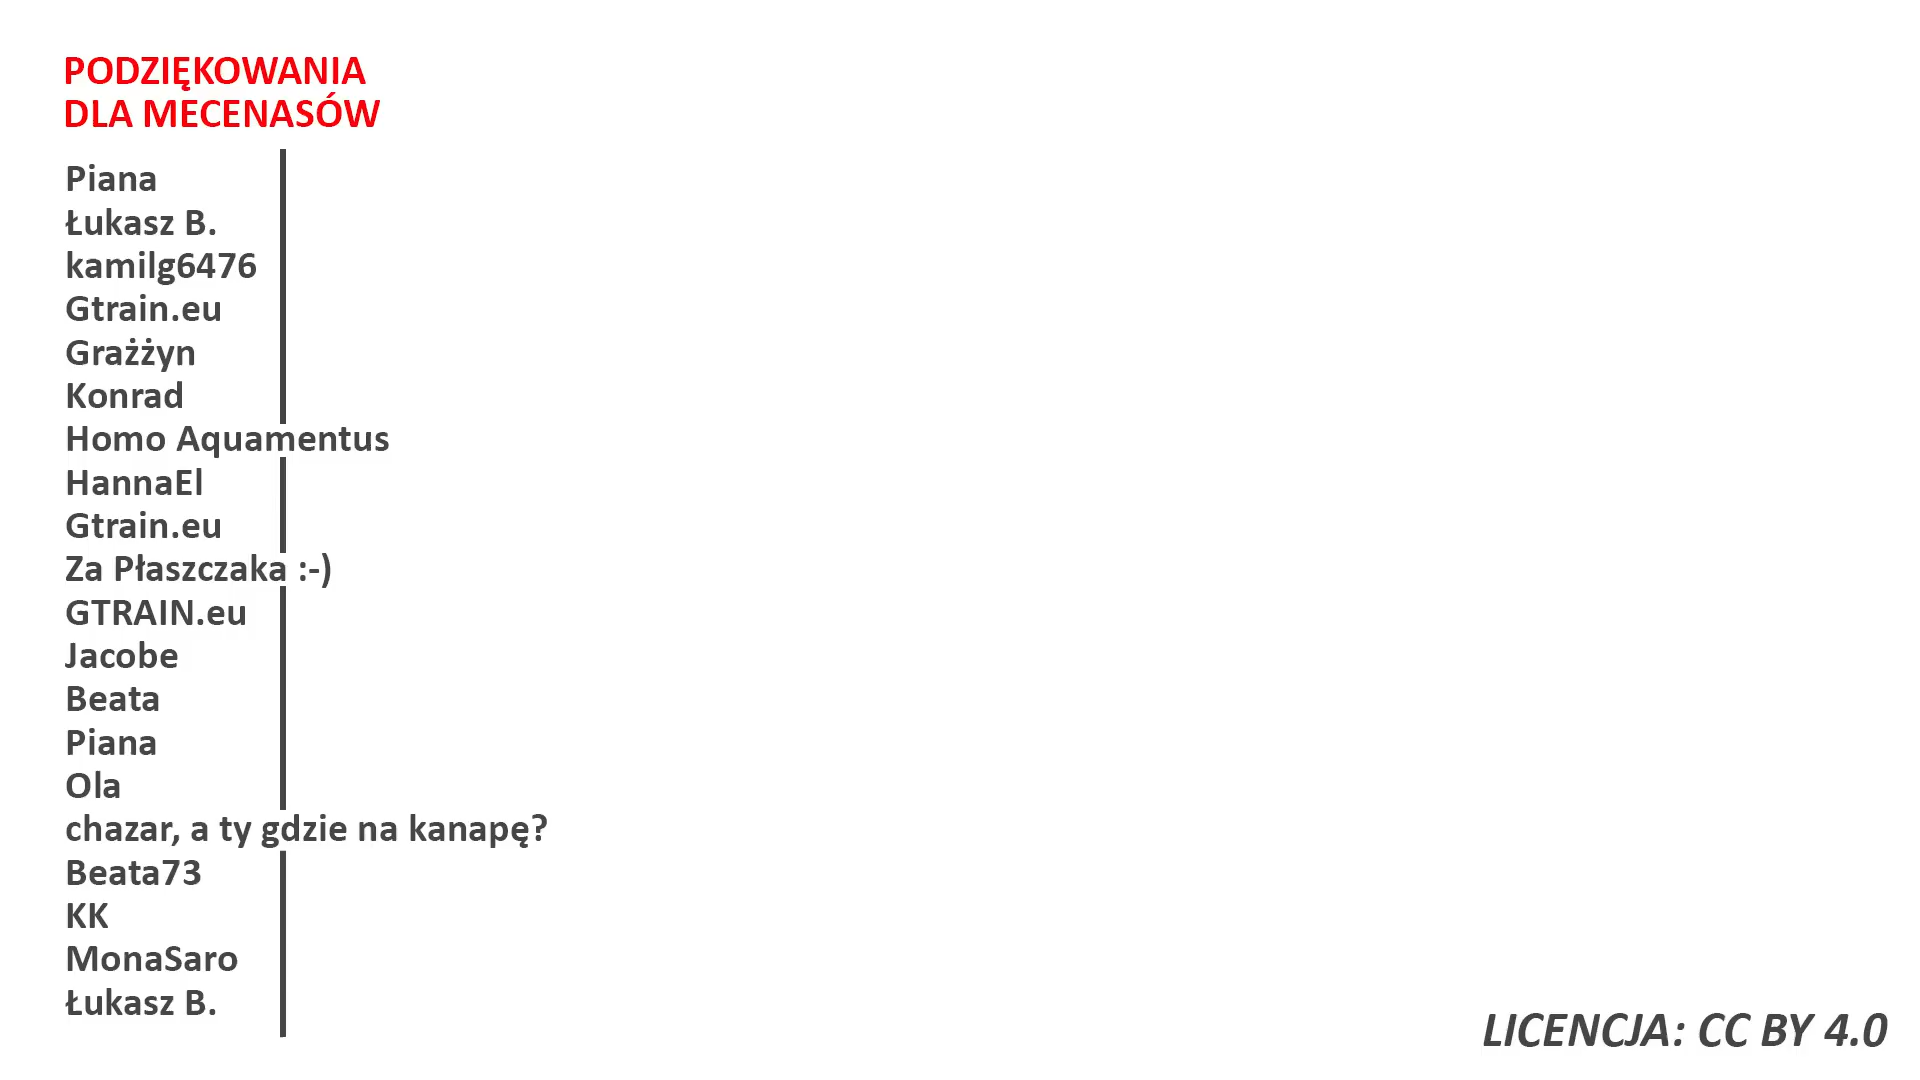 PODZIĘKOWANIA
DLA MECENASÓW
Piana
Łukasz B.
kamilg6476
Gtrain.eu
Grażżyn
Konrad
Homo Aquamentus
HannaEl
Gtrain.eu
Za Płaszczaka :-)
GTRAIN.eu
Jacobe
Beata
Piana
Ola
chazar, a ty gdzie na kanapę?
Beata73
KK
MonaSaro
Łukasz B.
LICENCJA: CC BY 4.0